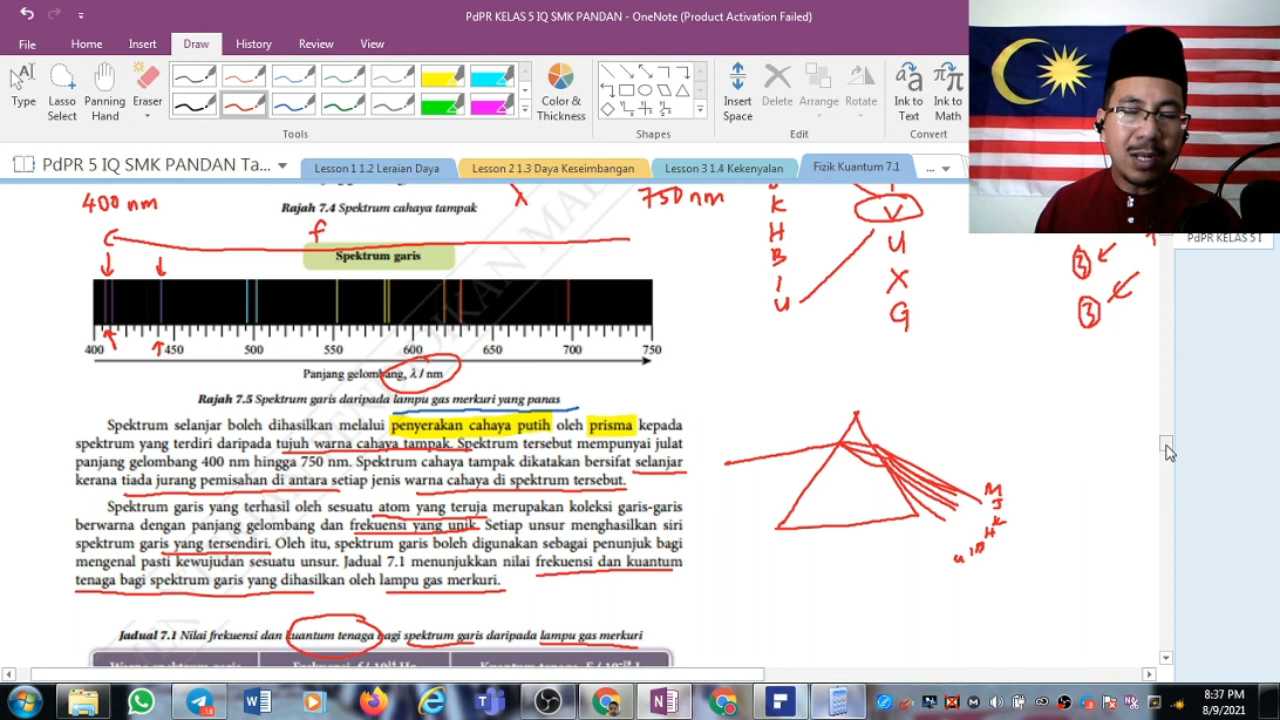 PdPR KELAS 5 IQ SMK PANDAN - OneNote (Product Activation Failed)
File Home Insert Draw History Review View
Type
Lasso Select
Panning Hand
Eraser
Color & Thickness
Insert Space
Delete
Arrange
Rotate
Ink to Text
Ink to Math
Tools
Shapes
Edit
Convert
PdPR 5 IQ SMK PANDAN Ta...
Lesson 1 1.2 Leraian Daya
Lesson 2 1.3 Daya Keseimbangan
Lesson 3 1.4 Kekenyalan
Fizik Kuantum 7.1
...
PdPR KELAS 5 I
400 nm
λ
750 nm
Rajah 7.4 Spektrum cahaya tampak
f
Spektrum garis
400 450 500 550 600 650 700 750
Panjang gelombang, λ / nm
Rajah 7.5 Spektrum garis daripada lampu gas merkuri yang panas
Spektrum selanjar boleh dihasilkan melalui penyerakan cahaya putih oleh prisma kepada
spektrum yang terdiri daripada tujuh warna cahaya tampak. Spektrum tersebut mempunyai julat
panjang gelombang 400 nm hingga 750 nm. Spektrum cahaya tampak dikatakan bersifat selanjar
kerana tiada jurang pemisahan di antara setiap jenis warna cahaya di spektrum tersebut.
Spektrum garis yang terhasil oleh sesuatu atom yang teruja merupakan koleksi garis-garis
berwarna dengan panjang gelombang dan frekuensi yang unik. Setiap unsur menghasilkan siri
spektrum garis yang tersendiri. Oleh itu, spektrum garis boleh digunakan sebagai penunjuk bagi
mengenal pasti kewujudan sesuatu unsur. Jadual 7.1 menunjukkan nilai frekuensi dan kuantum
tenaga bagi spektrum garis yang dihasilkan oleh lampu gas merkuri.
Jadual 7.1 Nilai frekuensi dan kuantum tenaga bagi spektrum garis daripada lampu gas merkuri
K
H
B
I
U
V
U
X
G
3
3
M
J
K
H
B
I
U
8:37 PM
8/9/2021